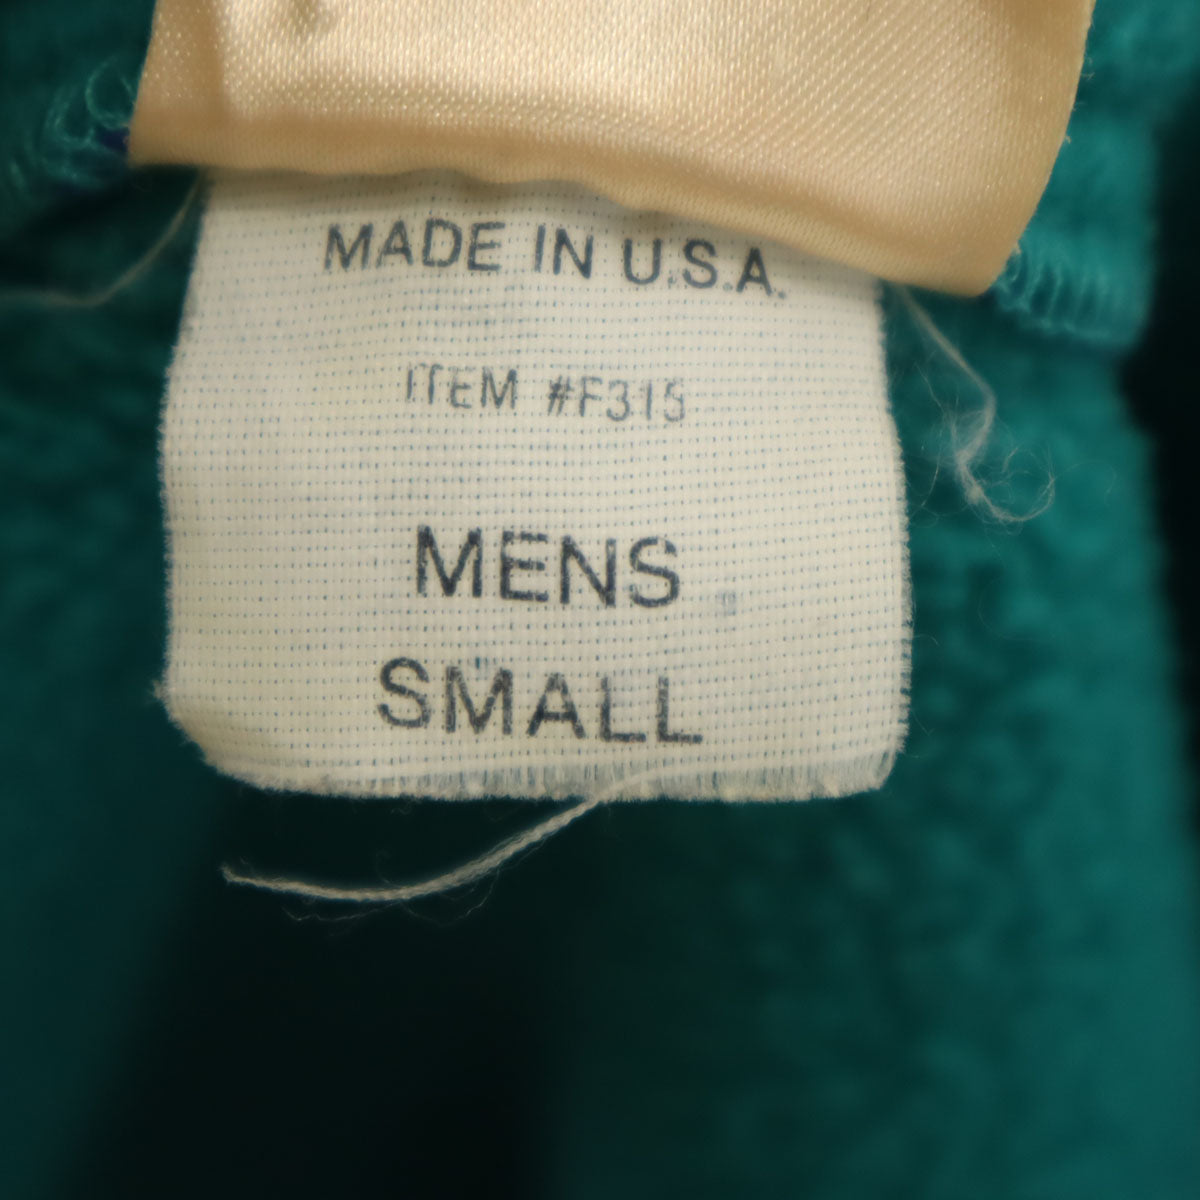 MADE IN U.S.A.
ITEM #F315
MENS
SMALL